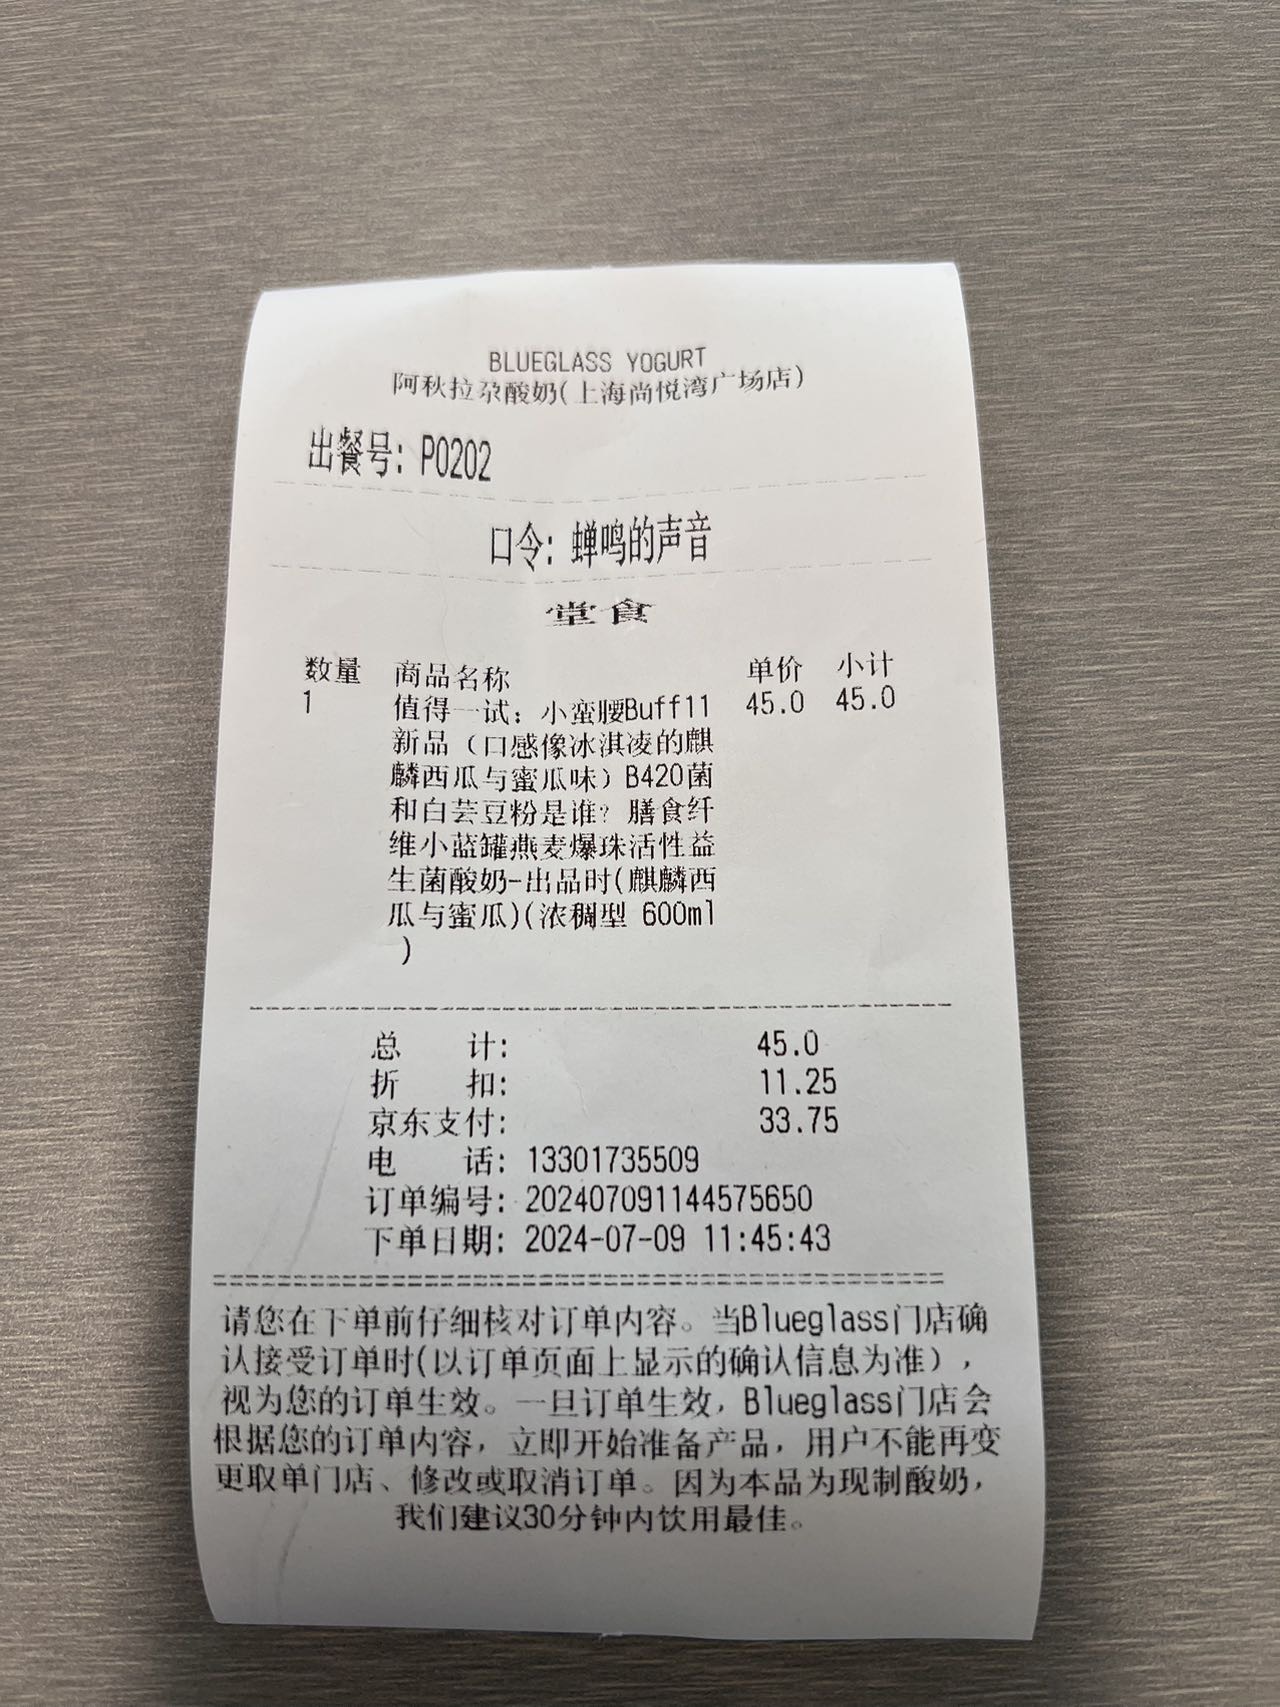 BLUEGLASS YOGURT
阿秋拉尕酸奶(上海尚悦湾广场店)
出餐号: P0202
口令: 蝉鸣的声音
堂食
数量 商品名称 单价 小计
1 值得一试: 小蛮腰Buff11 45.0 45.0
新品（口感像冰淇凌的麒
麟西瓜与蜜瓜味）B420菌
和白芸豆粉是谁？膳食纤
维小蓝罐燕麦爆珠活性益
生菌酸奶-出品时(麒麟西
瓜与蜜瓜)(浓稠型 600ml
)
总 计: 45.0
折 扣: 11.25
京东支付: 33.75
电 话: 13301735509
订单编号: 202407091144575650
下单日期: 2024-07-09 11:45:43
请您在下单前仔细核对订单内容。当Blueglass门店确
认接受订单时(以订单页面上显示的确认信息为准)，
视为您的订单生效。一旦订单生效，Blueglass门店会
根据您的订单内容，立即开始准备产品，用户不能再变
更取单门店、修改或取消订单。因为本品为现制酸奶，
我们建议30分钟内饮用最佳。